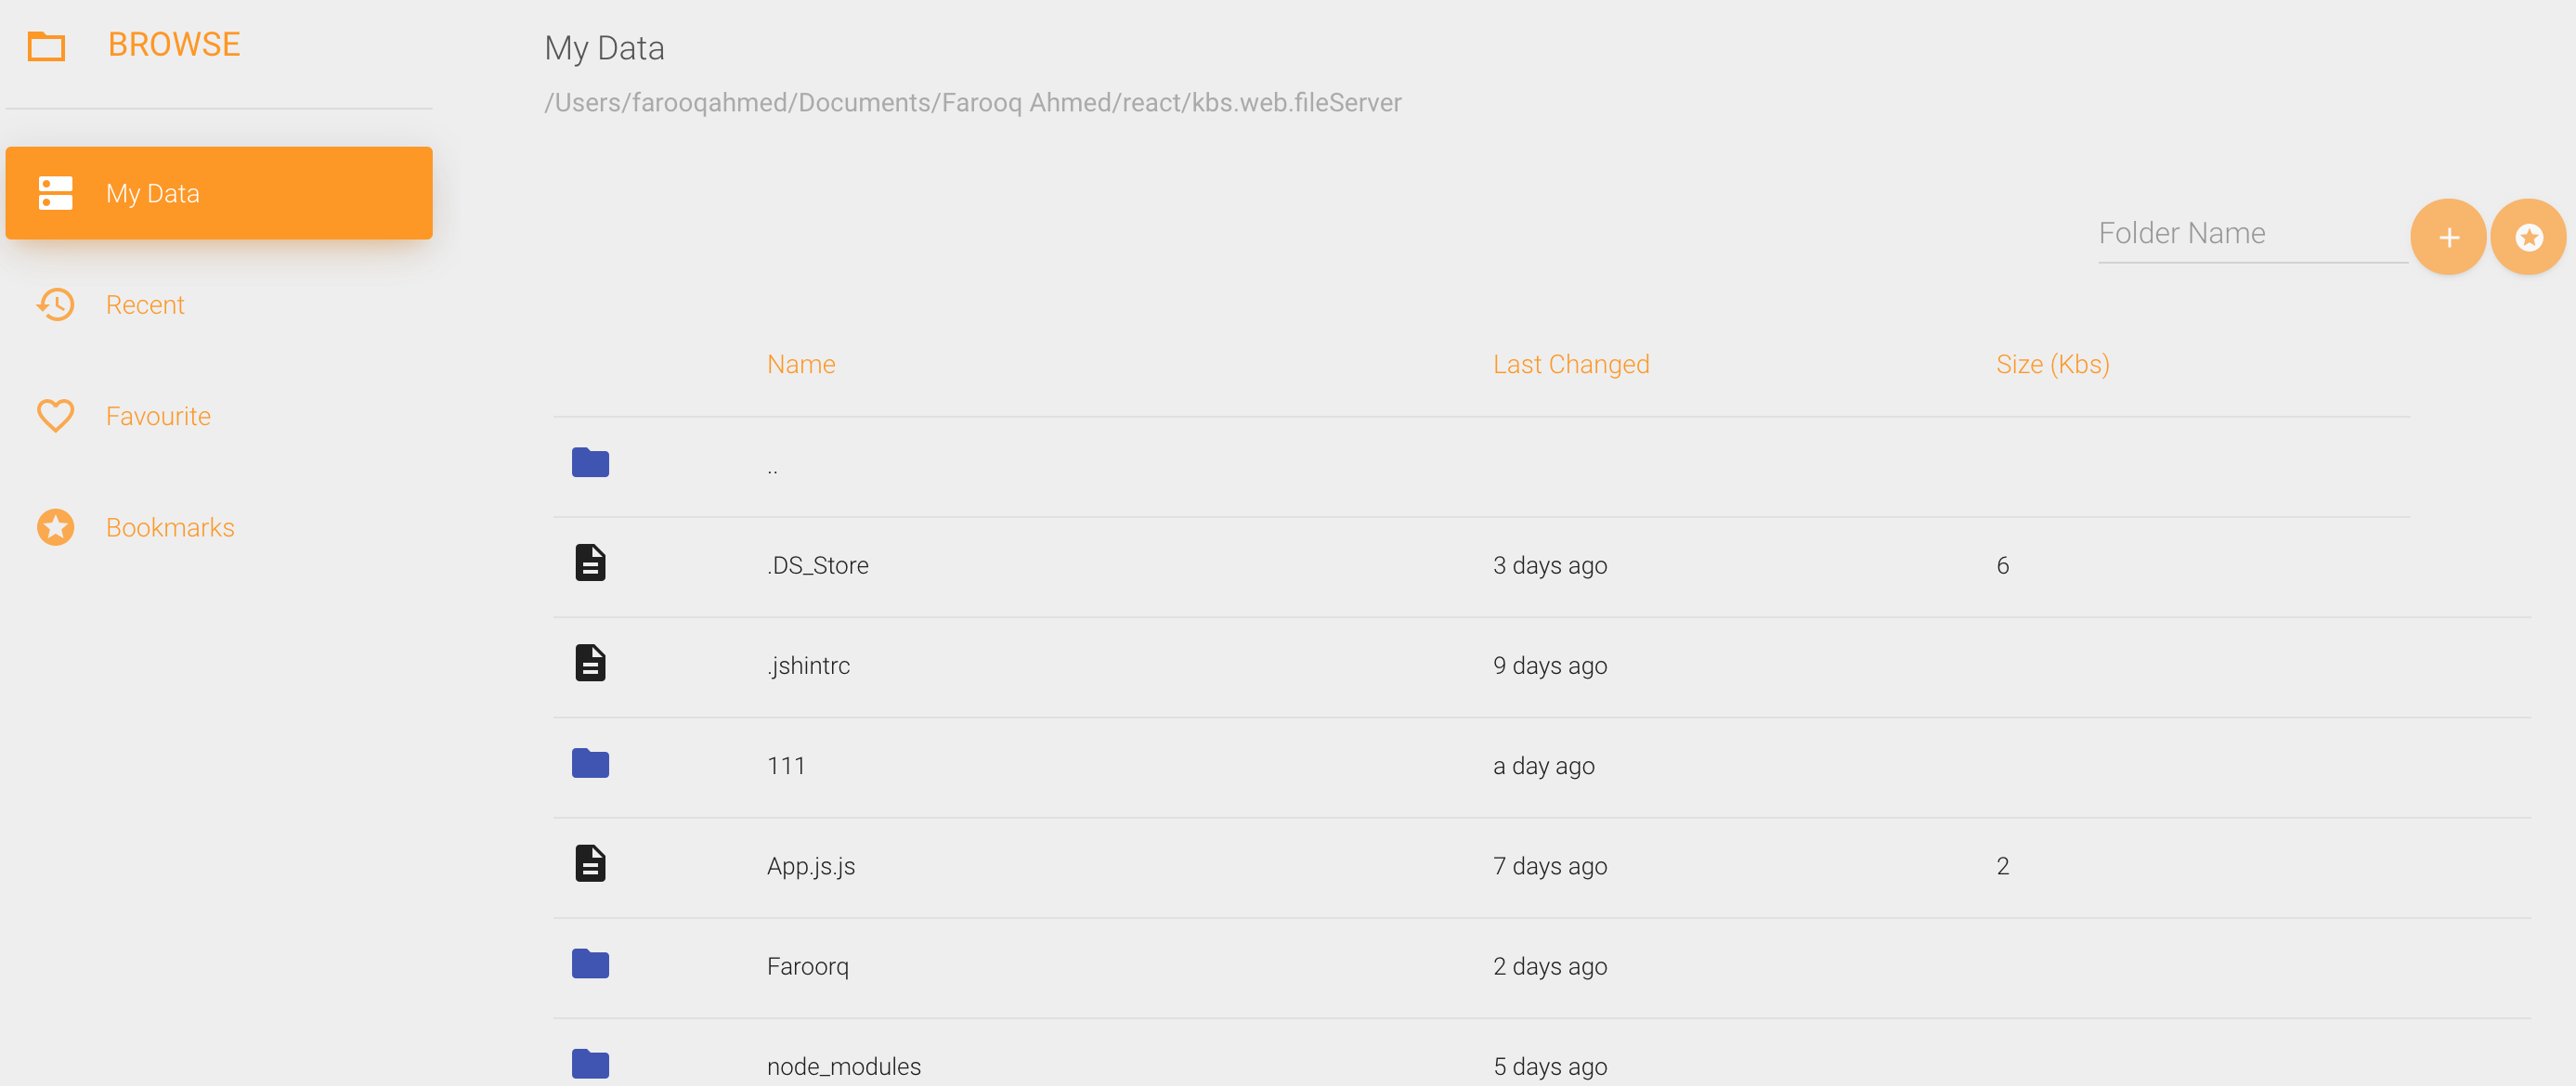 BROWSE
My Data
Recent
Favourite
Bookmarks
My Data
/Users/farooqahmed/Documents/Farooq Ahmed/react/kbs.web.fileServer
Folder Name
Name Last Changed Size (Kbs)
..
.DS_Store 3 days ago 6
.jshintrc 9 days ago
111 a day ago
App.js.js 7 days ago 2
Faroorq 2 days ago
node_modules 5 days ago